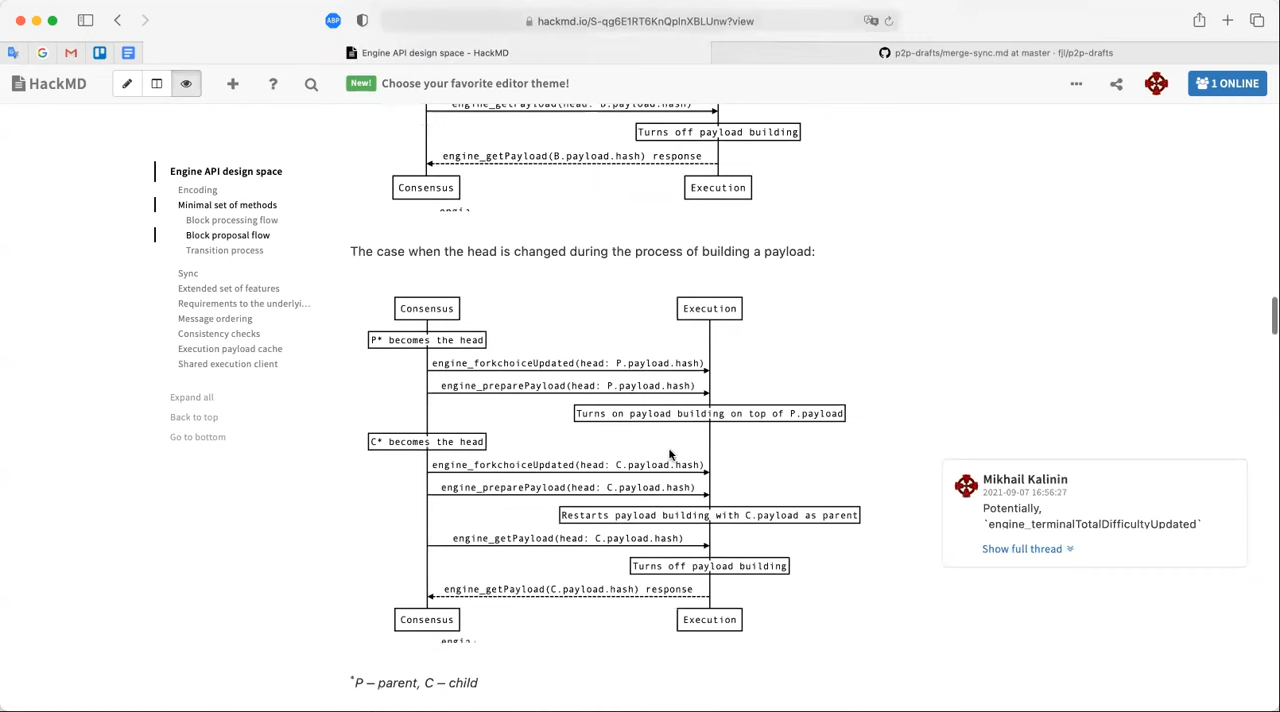 ABP
hackmd.io/S-qg6E1RT6KnQpInXBLUnw?view
Engine API design space - HackMD
p2p-drafts/merge-sync.md at master · fjl/p2p-drafts
HackMD
New! Choose your favorite editor theme!
1 ONLINE
Engine API design space
Encoding
Minimal set of methods
Block processing flow
Block proposal flow
Transition process
Sync
Extended set of features
Requirements to the underlyi...
Message ordering
Consistency checks
Execution payload cache
Shared execution client
Expand all
Back to top
Go to bottom
engine_getPayload(head: B.payload.hash)
Turns off payload building
engine_getPayload(B.payload.hash) response
Consensus
Execution
The case when the head is changed during the process of building a payload:
Consensus
Execution
P* becomes the head
engine_forkchoiceUpdated(head: P.payload.hash)
engine_preparePayload(head: P.payload.hash)
Turns on payload building on top of P.payload
C* becomes the head
engine_forkchoiceUpdated(head: C.payload.hash)
engine_preparePayload(head: C.payload.hash)
Restarts payload building with C.payload as parent
engine_getPayload(head: C.payload.hash)
Turns off payload building
engine_getPayload(C.payload.hash) response
Consensus
Execution
*P – parent, C – child
Mikhail Kalinin
2021-09-07 16:56:27
Potentially,
`engine_terminalTotalDifficultyUpdated`
Show full thread